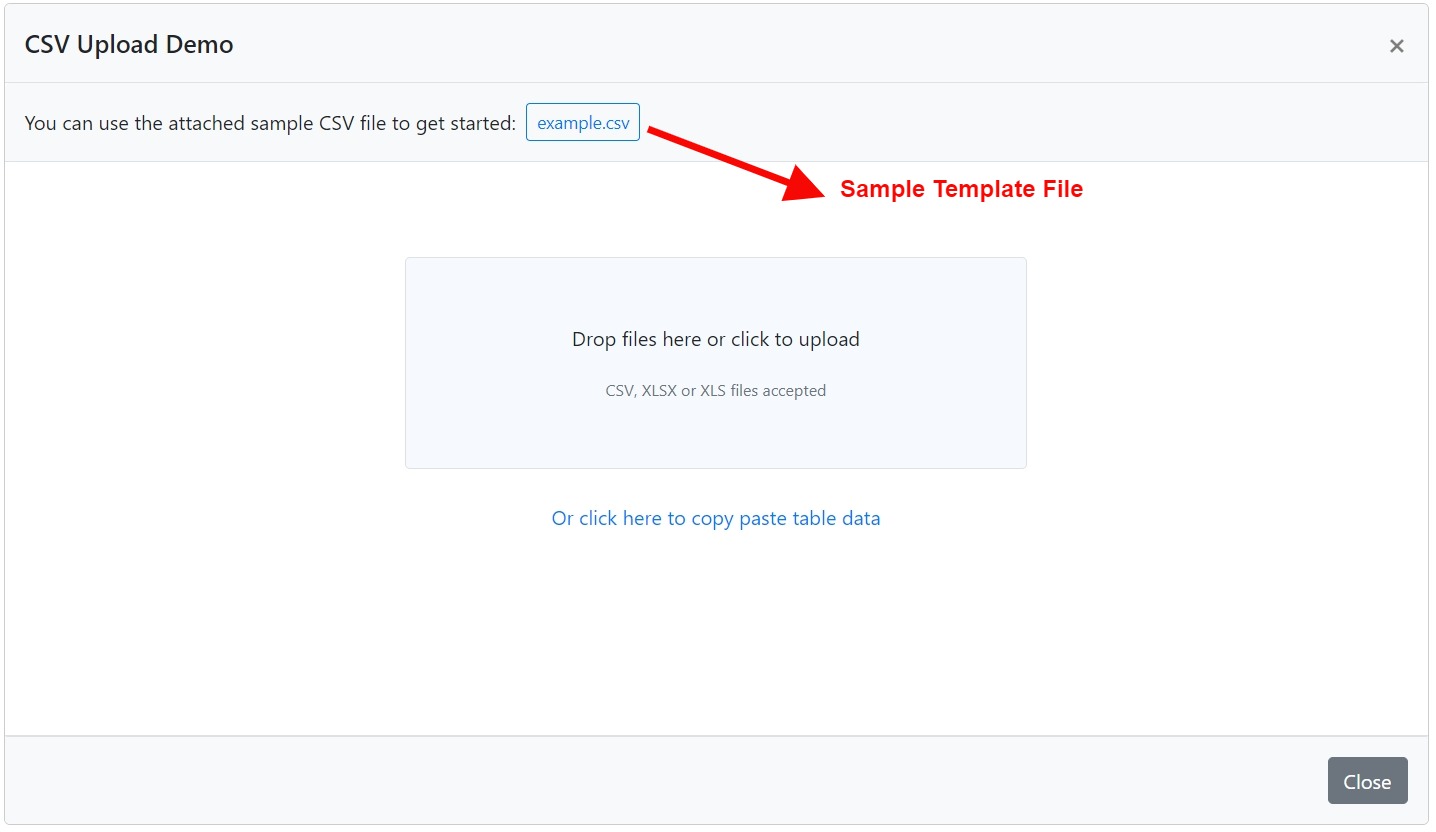 CSV Upload Demo
×
You can use the attached sample CSV file to get started: example.csv
Sample Template File
Drop files here or click to upload
CSV, XLSX or XLS files accepted
Or click here to copy paste table data
Close